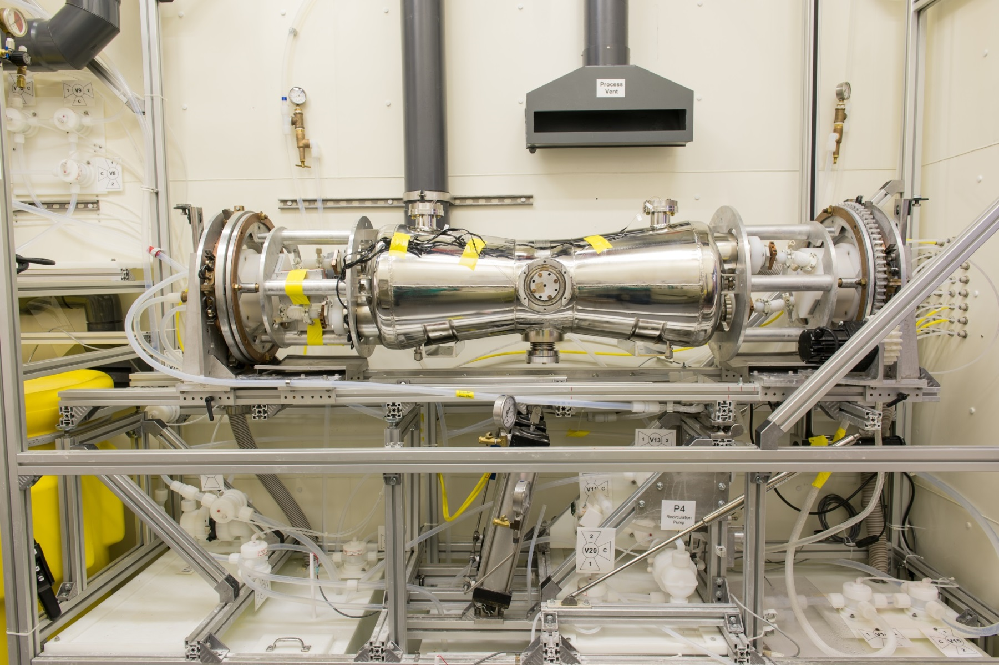 Process
Vent
C
1 V9 2
C
1
C V8
2
1 V13 2
V11 C
P4
Recirculation
Pump
2
V20 C
1
1
C V15
2